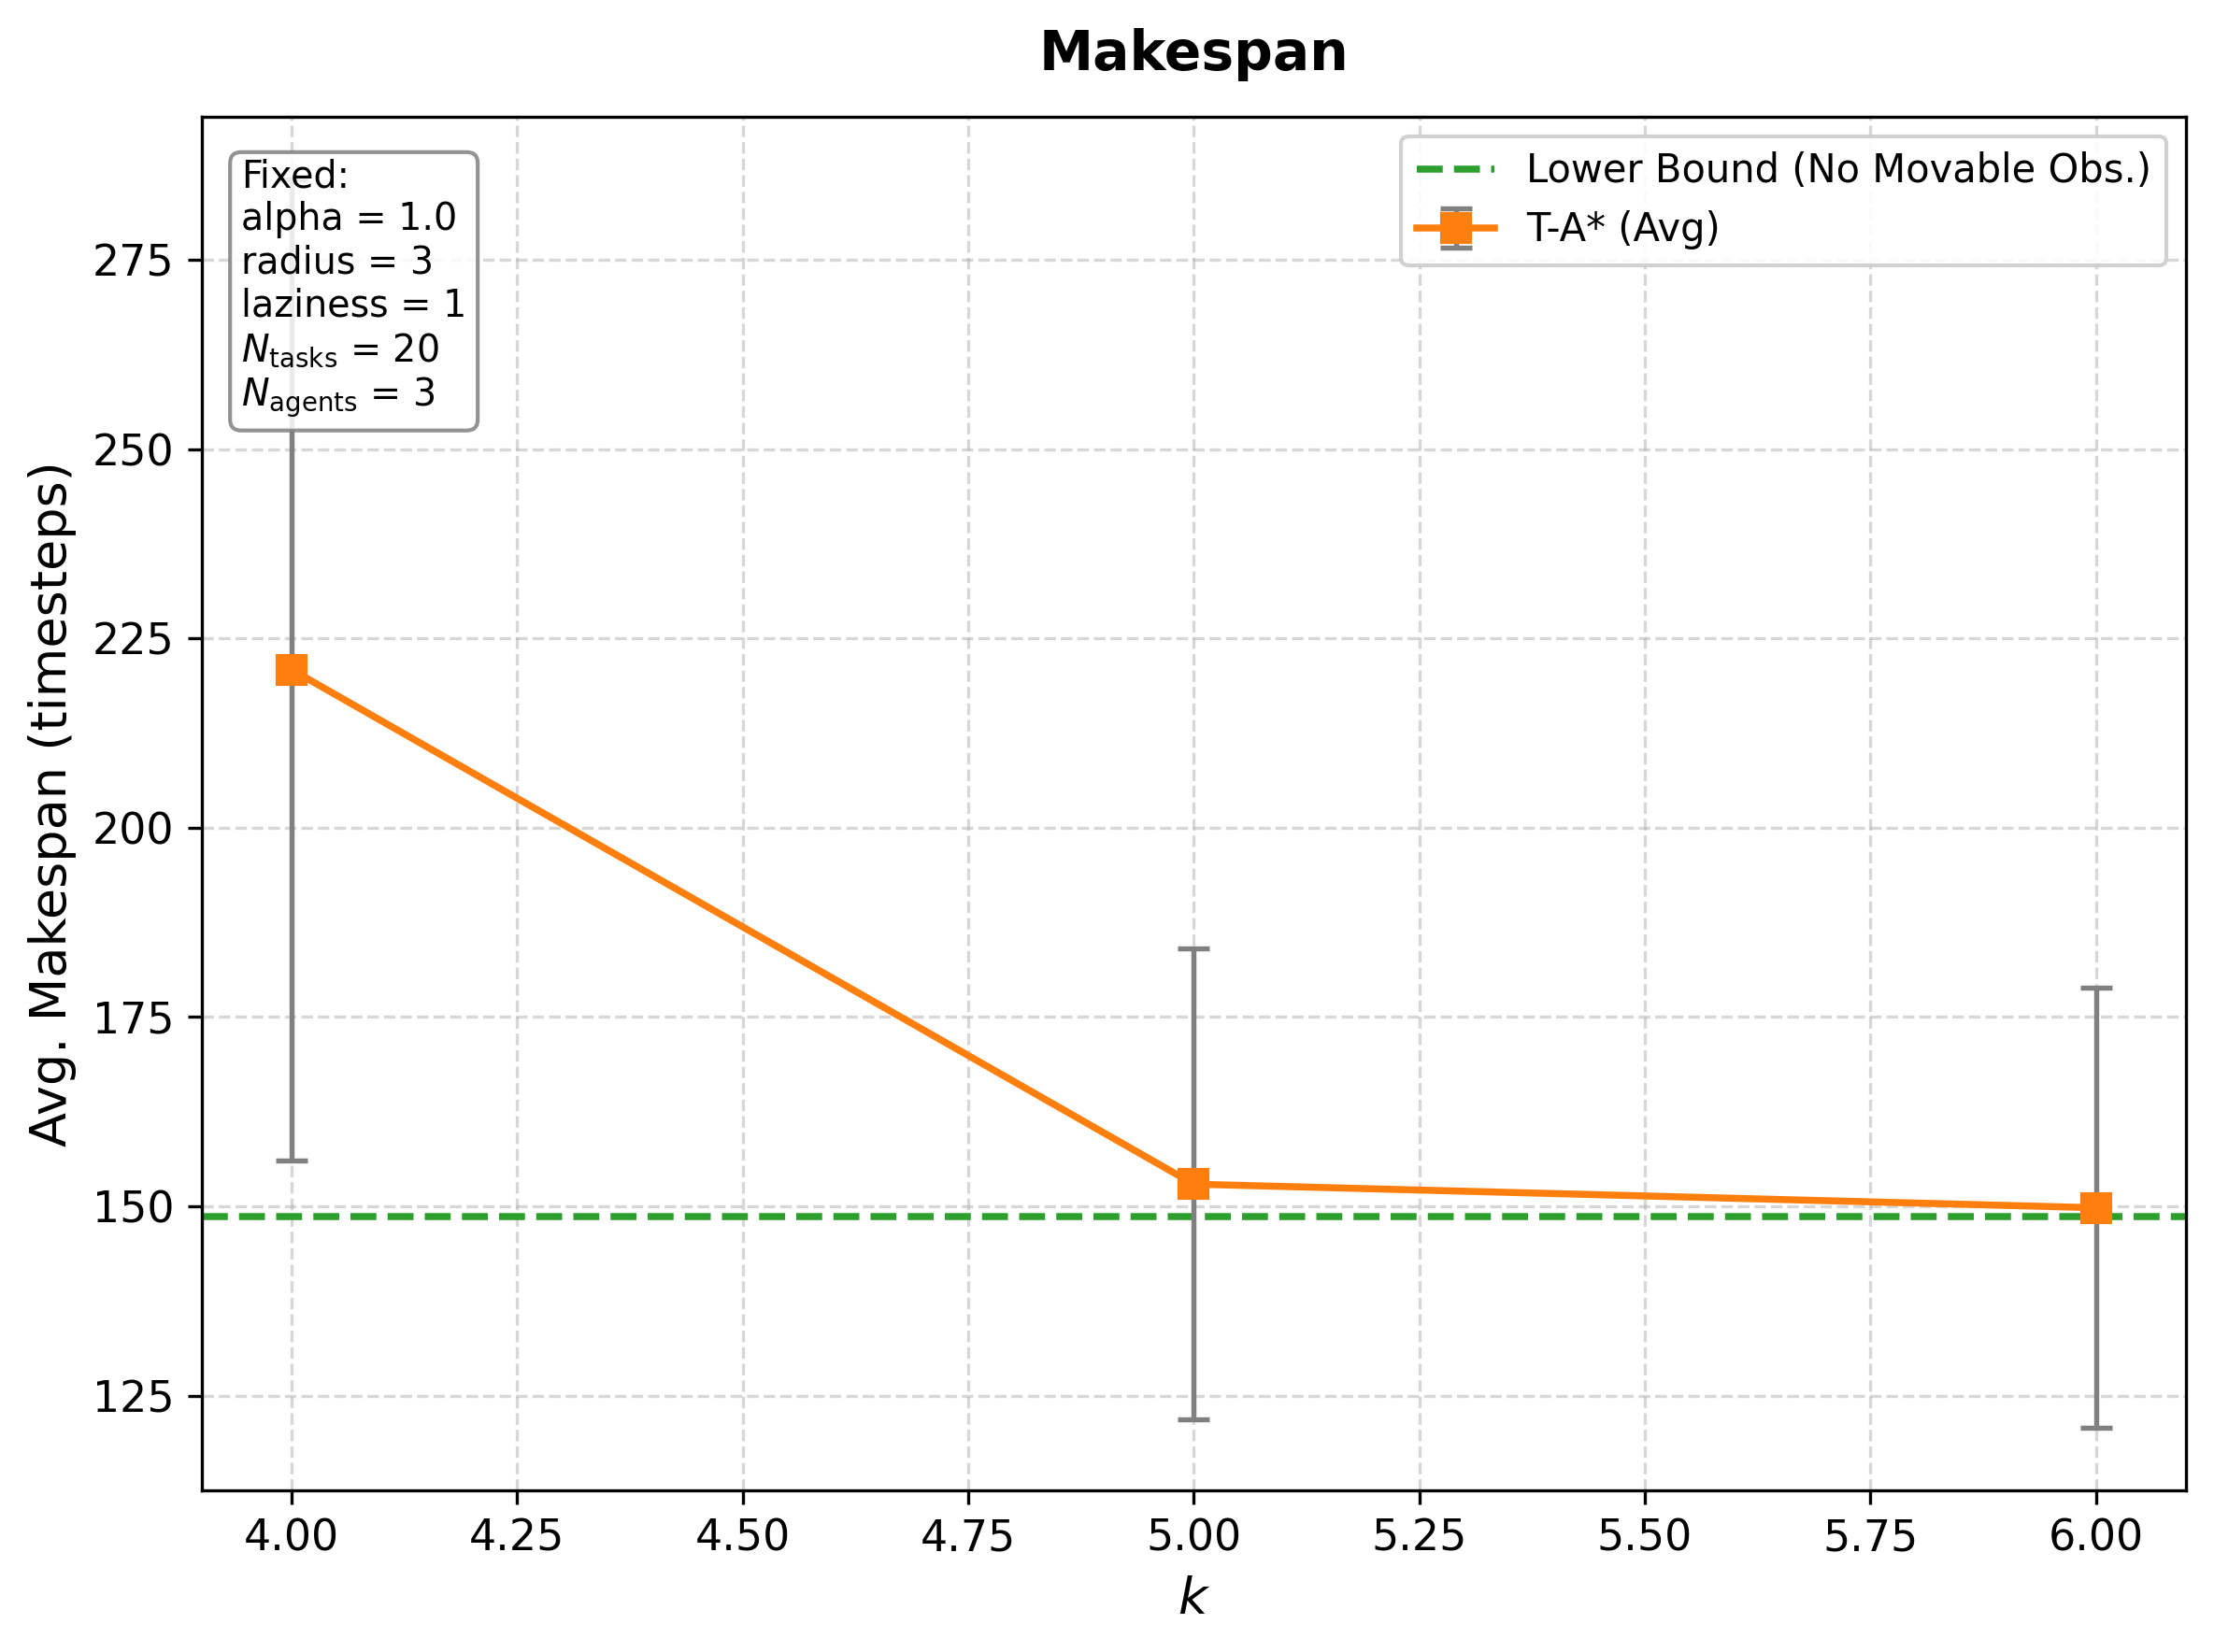 Makespan
Fixed:
alpha = 1.0
radius = 3
laziness = 1
N_tasks = 20
N_agents = 3
Lower Bound (No Movable Obs.)
T-A* (Avg)
Avg. Makespan (timesteps)
275
250
225
200
175
150
125
4.00 4.25 4.50 4.75 5.00 5.25 5.50 5.75 6.00
k